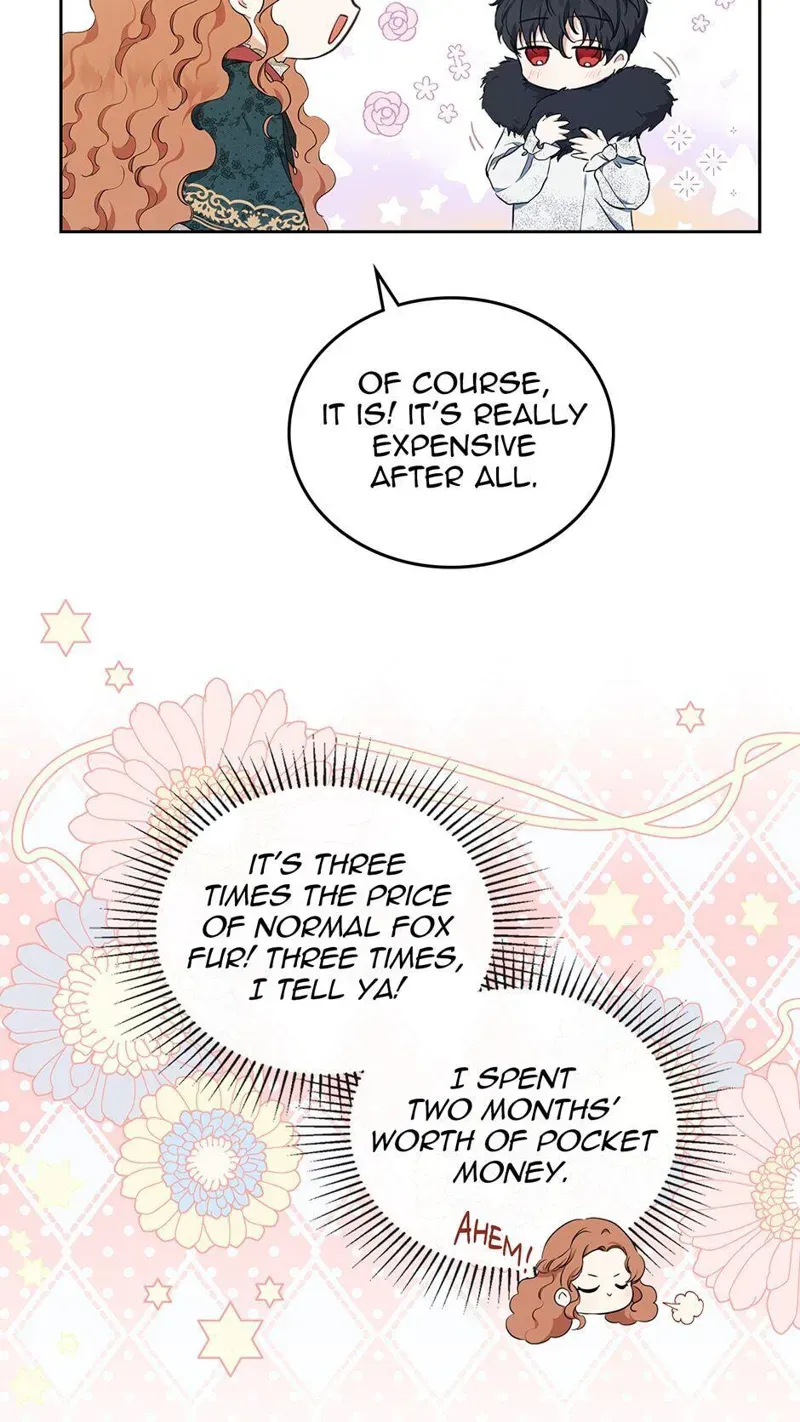 OF COURSE,
IT IS! IT'S REALLY
EXPENSIVE
AFTER ALL.
IT'S THREE
TIMES THE PRICE
OF NORMAL FOX
FUR! THREE TIMES,
I TELL YA!
I SPENT
TWO MONTHS'
WORTH OF POCKET
MONEY.
AHEM!